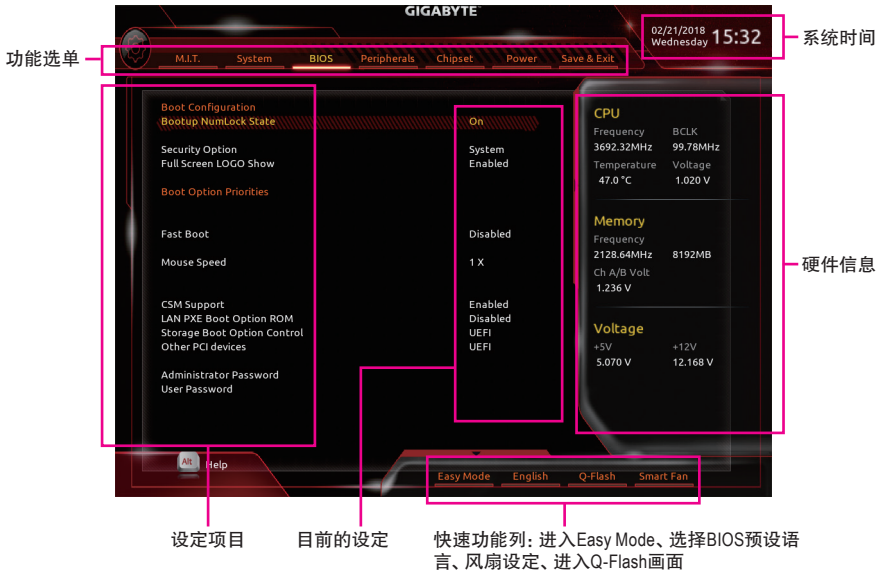 GIGABYTE
02/21/2018
Wednesday 15:32
系统时间
功能选单
M.I.T. System BIOS Peripherals Chipset Power Save & Exit
Boot Configuration
Bootup NumLock State On
Security Option System
Full Screen LOGO Show Enabled
Boot Option Priorities
Fast Boot Disabled
Mouse Speed 1 X
CSM Support Enabled
LAN PXE Boot Option ROM Disabled
Storage Boot Option Control UEFI
Other PCI devices UEFI
Administrator Password
User Password
CPU
Frequency BCLK
3692.32MHz 99.78MHz
Temperature Voltage
47.0 °C 1.020 V
Memory
Frequency
2128.64MHz 8192MB
Ch A/B Volt
1.236 V
Voltage
+5V +12V
5.070 V 12.168 V
硬件信息
Alt Help
Easy Mode English Q-Flash Smart Fan
设定项目
目前的设定
快速功能列: 进入Easy Mode、选择BIOS预设语
言、风扇设定、进入Q-Flash画面